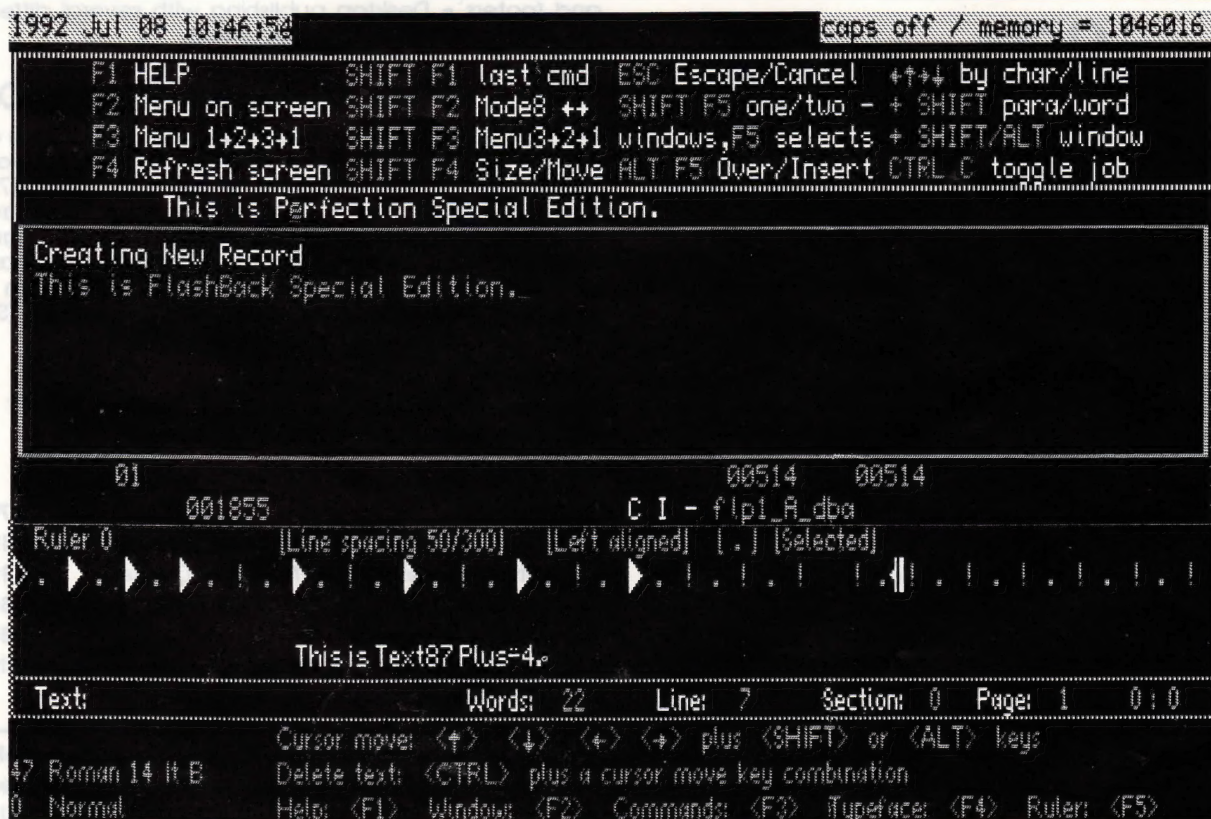 1992 Jul 08 10:46:54 caps off / memory = 1046016
F1 HELP SHIFT F1 last cmd ESC Escape/Cancel ←↑→↓ by char/line
F2 Menu on screen SHIFT F2 Mode8 ↔ SHIFT F5 one/two - + SHIFT para/word
F3 Menu 1→2→3→1 SHIFT F3 Menu3→2→1 windows,F5 selects + SHIFT/ALT window
F4 Refresh screen SHIFT F4 Size/Move ALT F5 Over/Insert CTRL C toggle job
This is Perfection Special Edition.
Creating New Record
This is FlashBack Special Edition._
01 00514 00514
001855 C I - flp1_A_dba
Ruler 0 [Line spacing 50/300] [Left aligned] [.] [Selected]
This is Text87 Plus-4.
Text: Words: 22 Line: 7 Section: 0 Page: 1 0:0
Cursor move: <↑> <↓> <←> <→> plus <SHIFT> or <ALT> keys
47 Roman 14 It B Delete text: <CTRL> plus a cursor move key combination
0 Normal Help: <F1> Window: <F2> Commands: <F3> Typeface: <F4> Ruler: <F5>